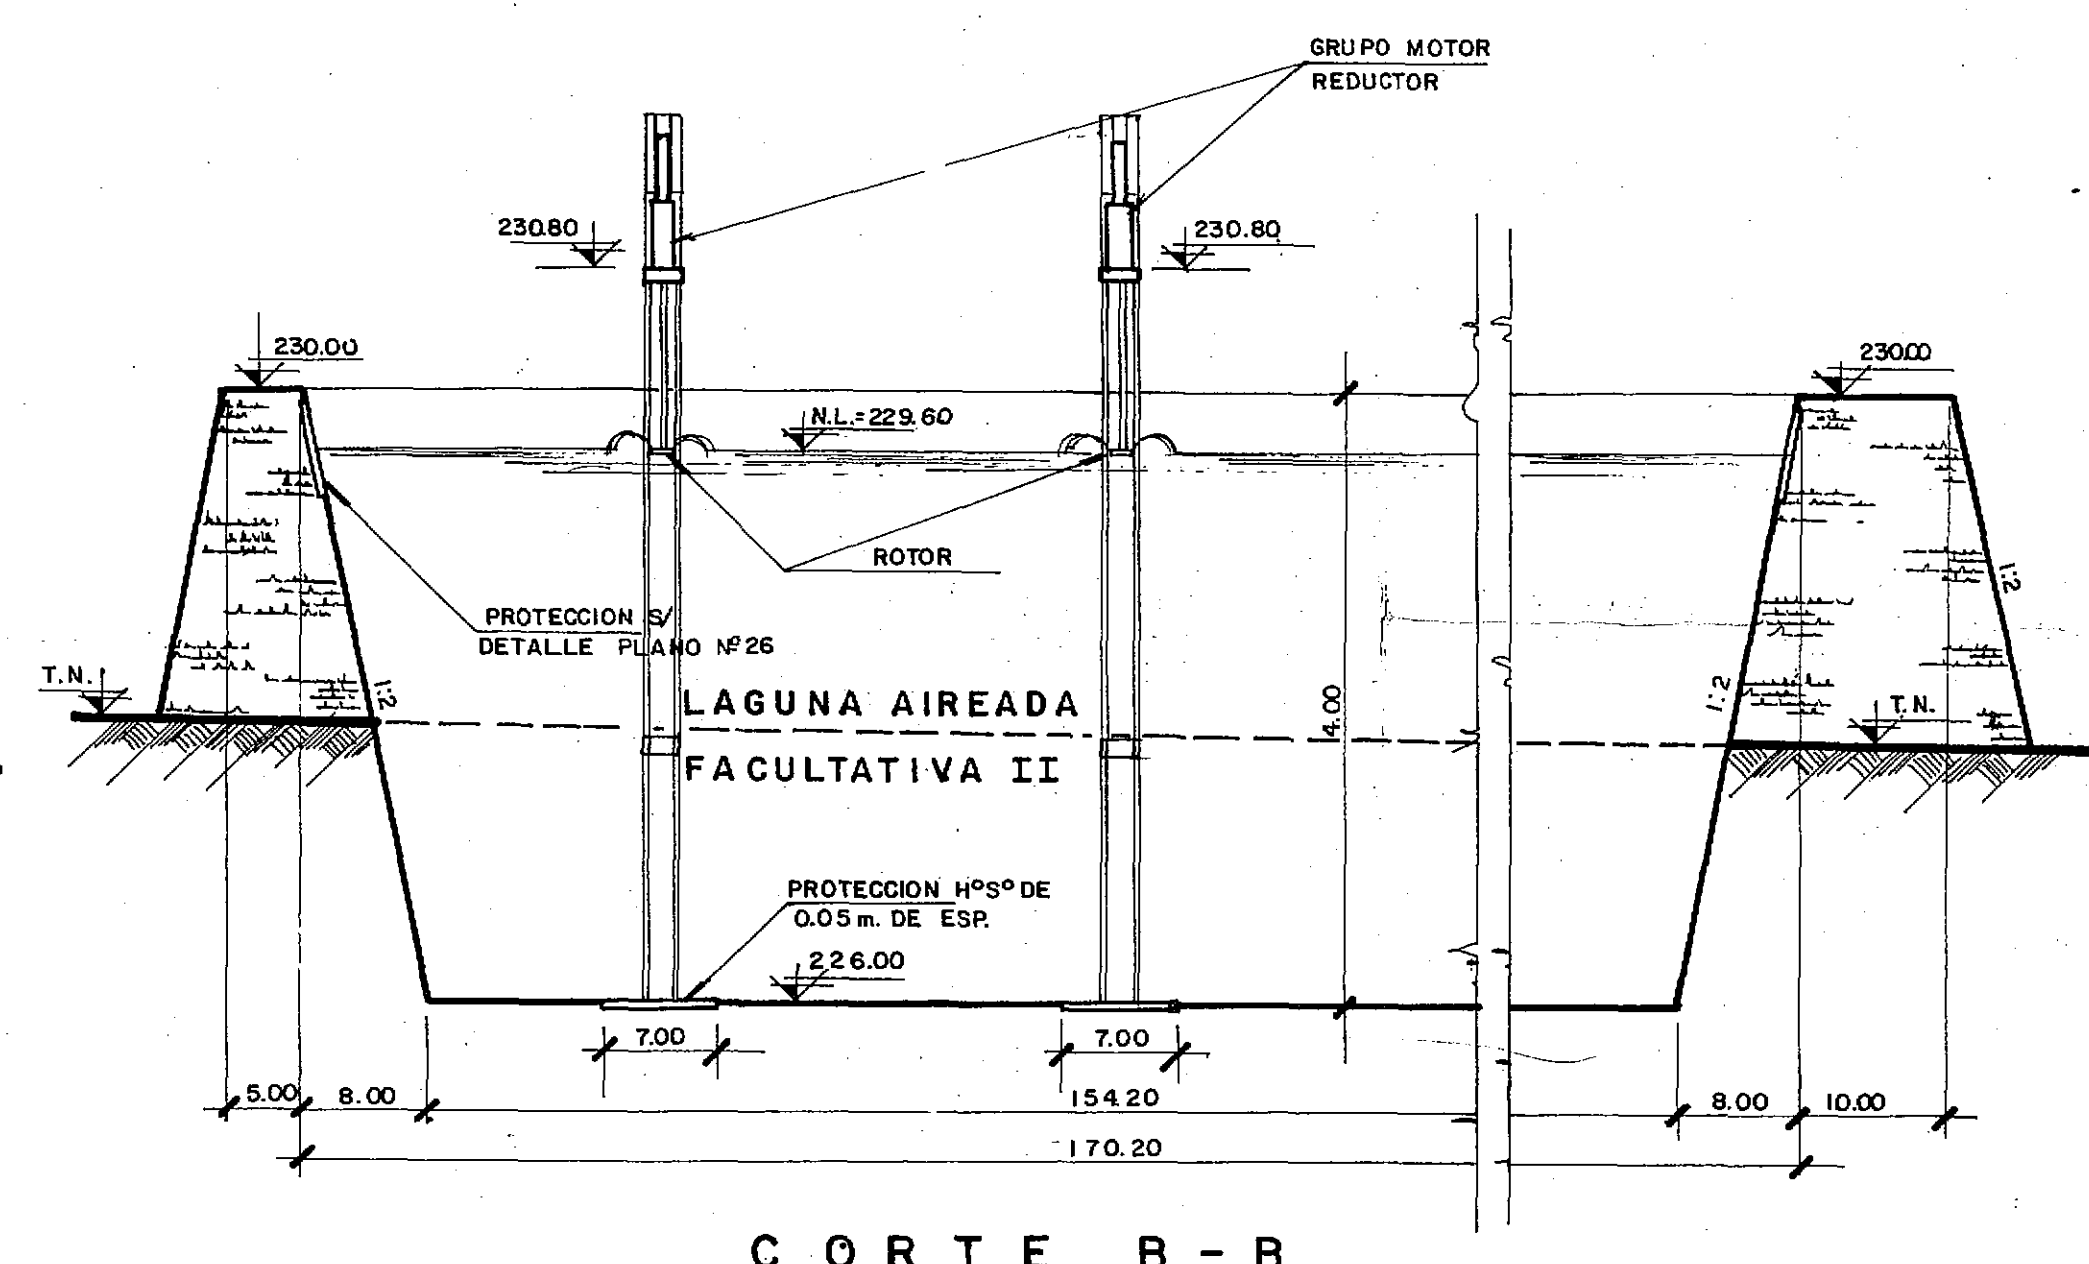 GRUPO MOTOR
REDUCTOR
230.80
230.80
230.00
230.00
N.L.=229.60
ROTOR
1:2
PROTECCION S/
DETALLE PLANO Nº26
T.N.
1:2
LAGUNA AIREADA
4.00
1:2
T.N.
FACULTATIVA II
PROTECCION HºSº DE
0.05 m. DE ESP.
226.00
7.00
7.00
5.00
8.00
154.20
8.00
10.00
170.20
CORTE B-B